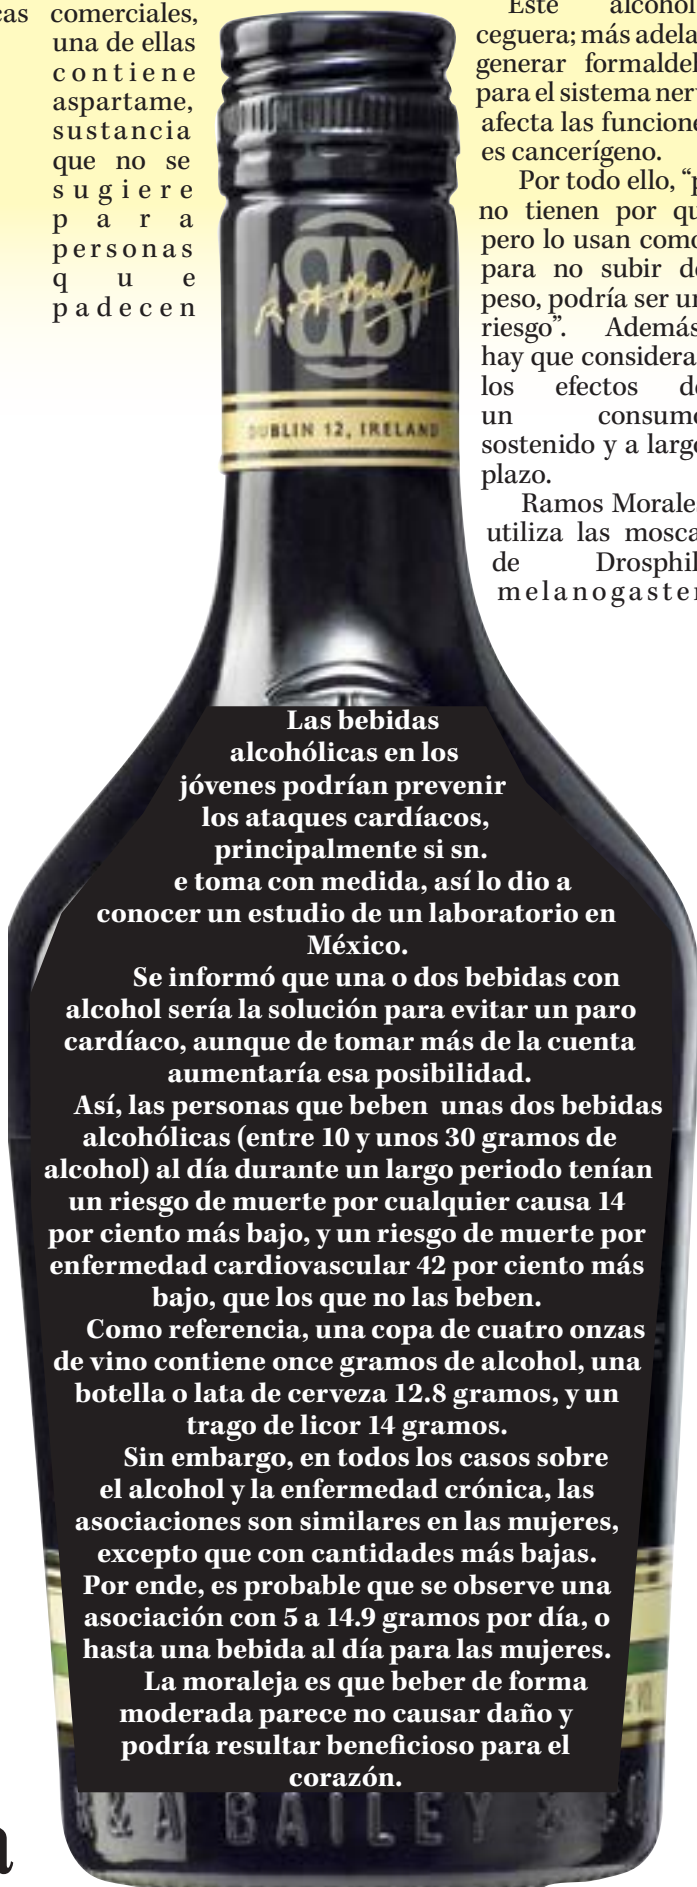 comerciales,
una de ellas
contiene
aspartame,
sustancia
que no se
sugiere
para
personas
que
padecen
Este alcohol
ceguera; más
generar
para el sistema
afecta las
es cancerígeno.
Por todo ello,
no tienen por
pero lo usan como
para no subir
peso, podría ser
riesgo”. Además
hay que
los efectos
un
sostenido y a
plazo.
Ramos
utiliza las
de
melanogaster
R.A. Bailey
DUBLIN 12, IRELAND
Las bebidas
alcohólicas en los
jóvenes podrían prevenir
los ataques cardíacos,
principalmente si sn.
e toma con medida, así lo dio a
conocer un estudio de un laboratorio en
México.
Se informó que una o dos bebidas con
alcohol sería la solución para evitar un paro
cardíaco, aunque de tomar más de la cuenta
aumentaría esa posibilidad.
Así, las personas que beben unas dos bebidas
alcohólicas (entre 10 y unos 30 gramos de
alcohol) al día durante un largo periodo tenían
un riesgo de muerte por cualquier causa 14
por ciento más bajo, y un riesgo de muerte por
enfermedad cardiovascular 42 por ciento más
bajo, que los que no las beben.
Como referencia, una copa de cuatro onzas
de vino contiene once gramos de alcohol, una
botella o lata de cerveza 12.8 gramos, y un
trago de licor 14 gramos.
Sin embargo, en todos los casos sobre
el alcohol y la enfermedad crónica, las
asociaciones son similares en las mujeres,
excepto que con cantidades más bajas.
Por ende, es probable que se observe una
asociación con 5 a 14.9 gramos por día, o
hasta una bebida al día para las mujeres.
La moraleja es que beber de forma
moderada parece no causar daño y
podría resultar beneficioso para el
corazón.
R & A BAILEY & CO